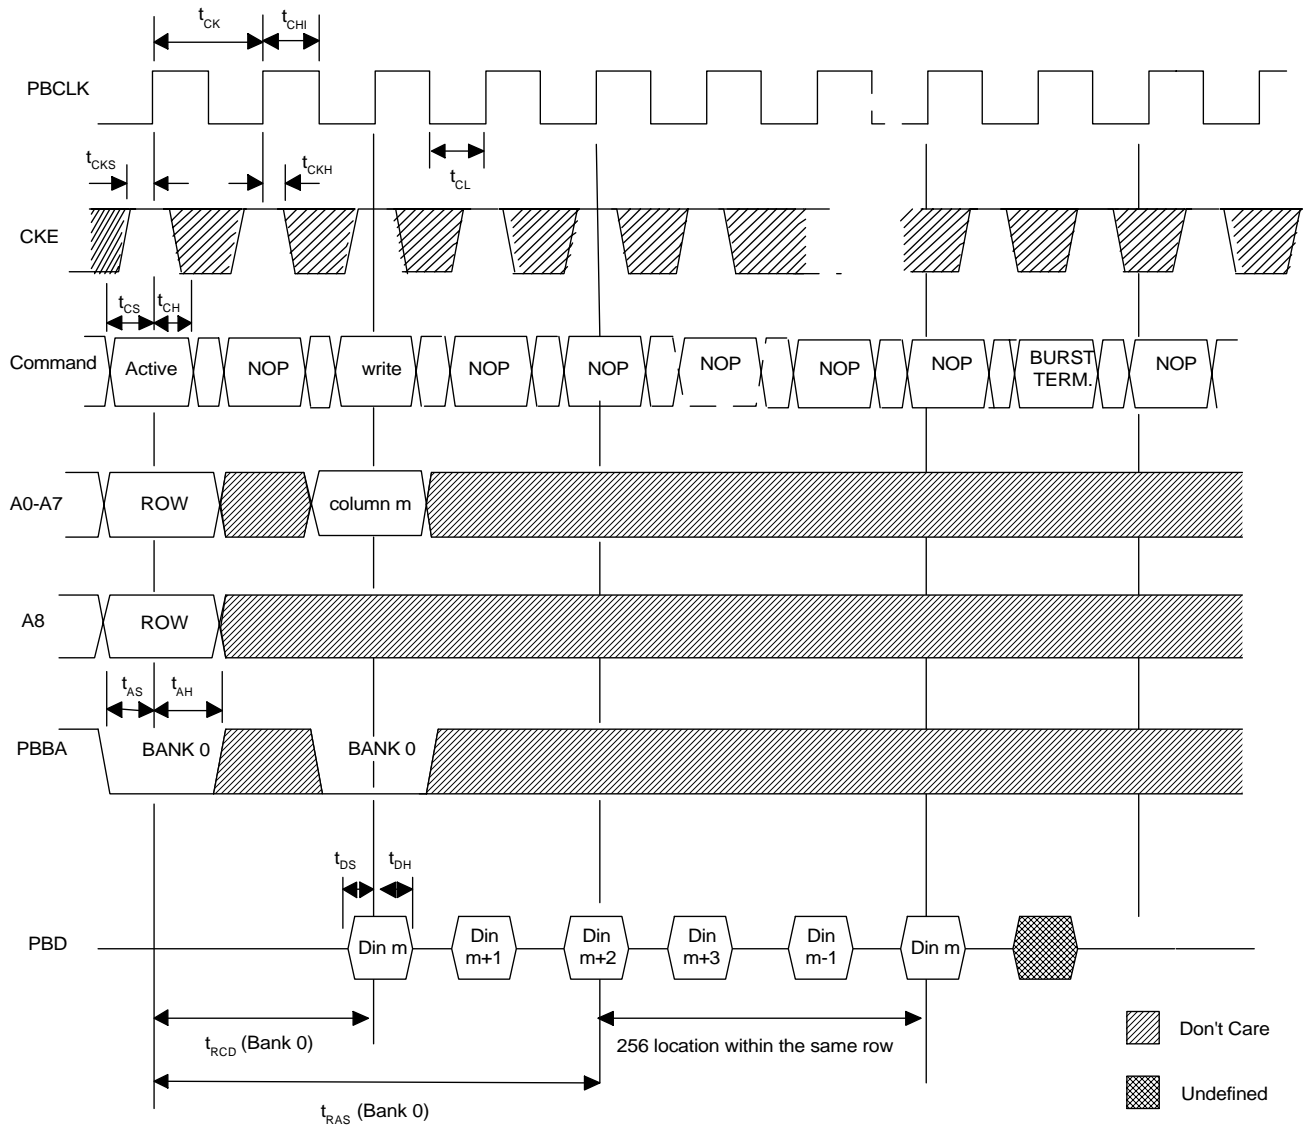 tCK
tCHI
PBCLK
tCKS
tCKH
tCL
CKE
tCS
tCH
Command
Active
NOP
write
NOP
NOP
NOP
NOP
NOP
BURST
TERM.
NOP
A0-A7
ROW
column m
A8
ROW
tAS
tAH
PBBA
BANK 0
BANK 0
tDS
tDH
PBD
Din m
Din
m+1
Din
m+2
Din
m+3
Din
m-1
Din m
tRCD (Bank 0)
256 location within the same row
Don't Care
tRAS (Bank 0)
Undefined